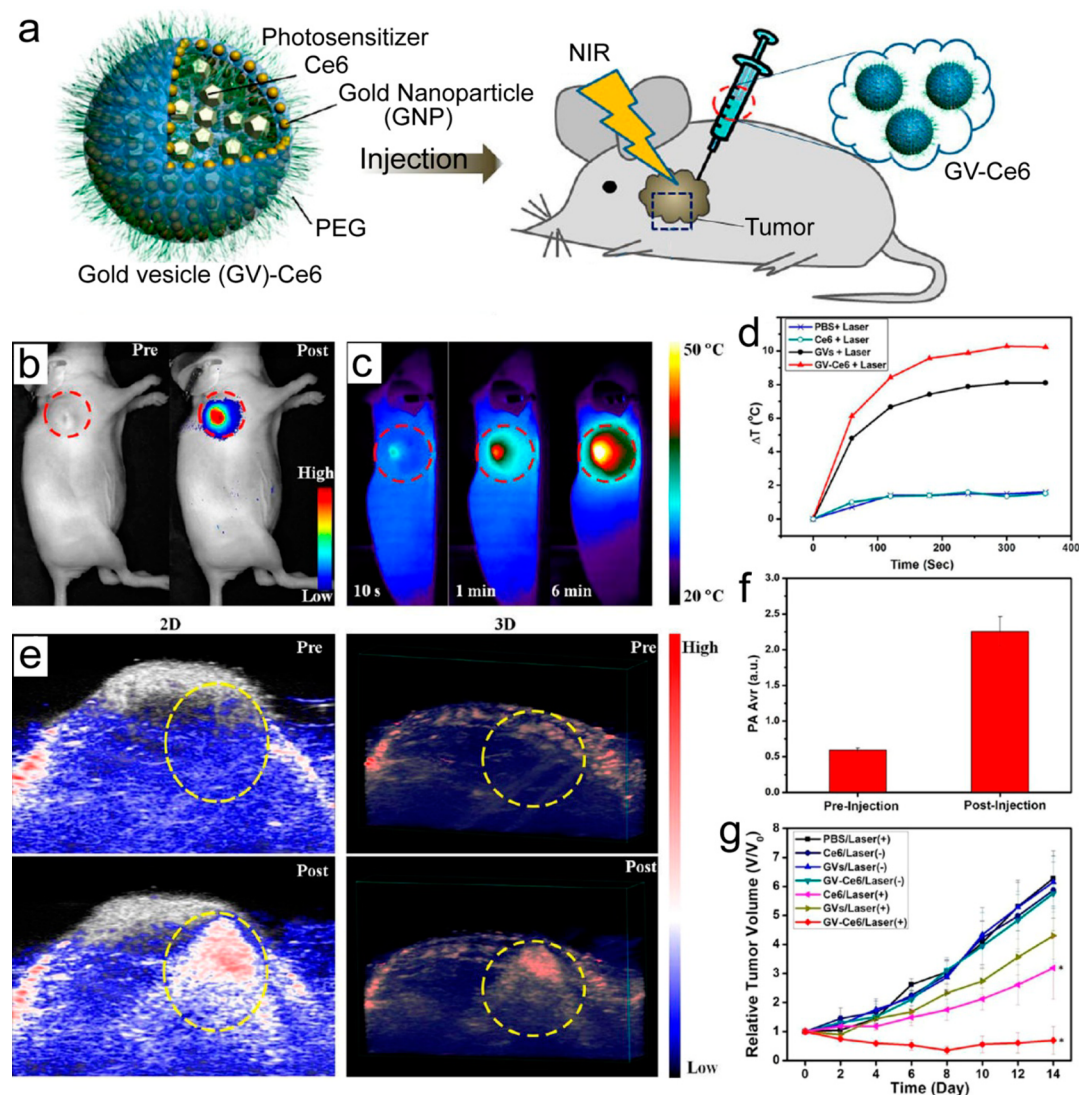 a
Photosensitizer
Ce6
Gold Nanoparticle
(GNP)
PEG
Gold vesicle (GV)-Ce6
Injection
NIR
Tumor
GV-Ce6
b
Pre
Post
High
Low
c
10 s
1 min
6 min
50 °C
20 °C
d
PBS+ Laser
Ce6 + Laser
GVs + Laser
GV-Ce6 + Laser
ΔT (°C)
10
8
6
4
2
0
0
100
200
300
400
Time (Sec)
e
2D
3D
Pre
Pre
Post
Post
High
Low
f
PA Avr (a.u.)
3.0
2.5
2.0
1.5
1.0
0.5
0.0
Pre-Injection
Post-Injection
g
PBS/Laser(+)
Ce6/Laser(-)
GVs/Laser(-)
GV-Ce6/Laser(-)
Ce6/Laser(+)
GVs/Laser(+)
GV-Ce6/Laser(+)
Relative Tumor Volume (V/V0)
8
7
6
5
4
3
2
1
0
*
*
0
2
4
6
8
10
12
14
Time (Day)